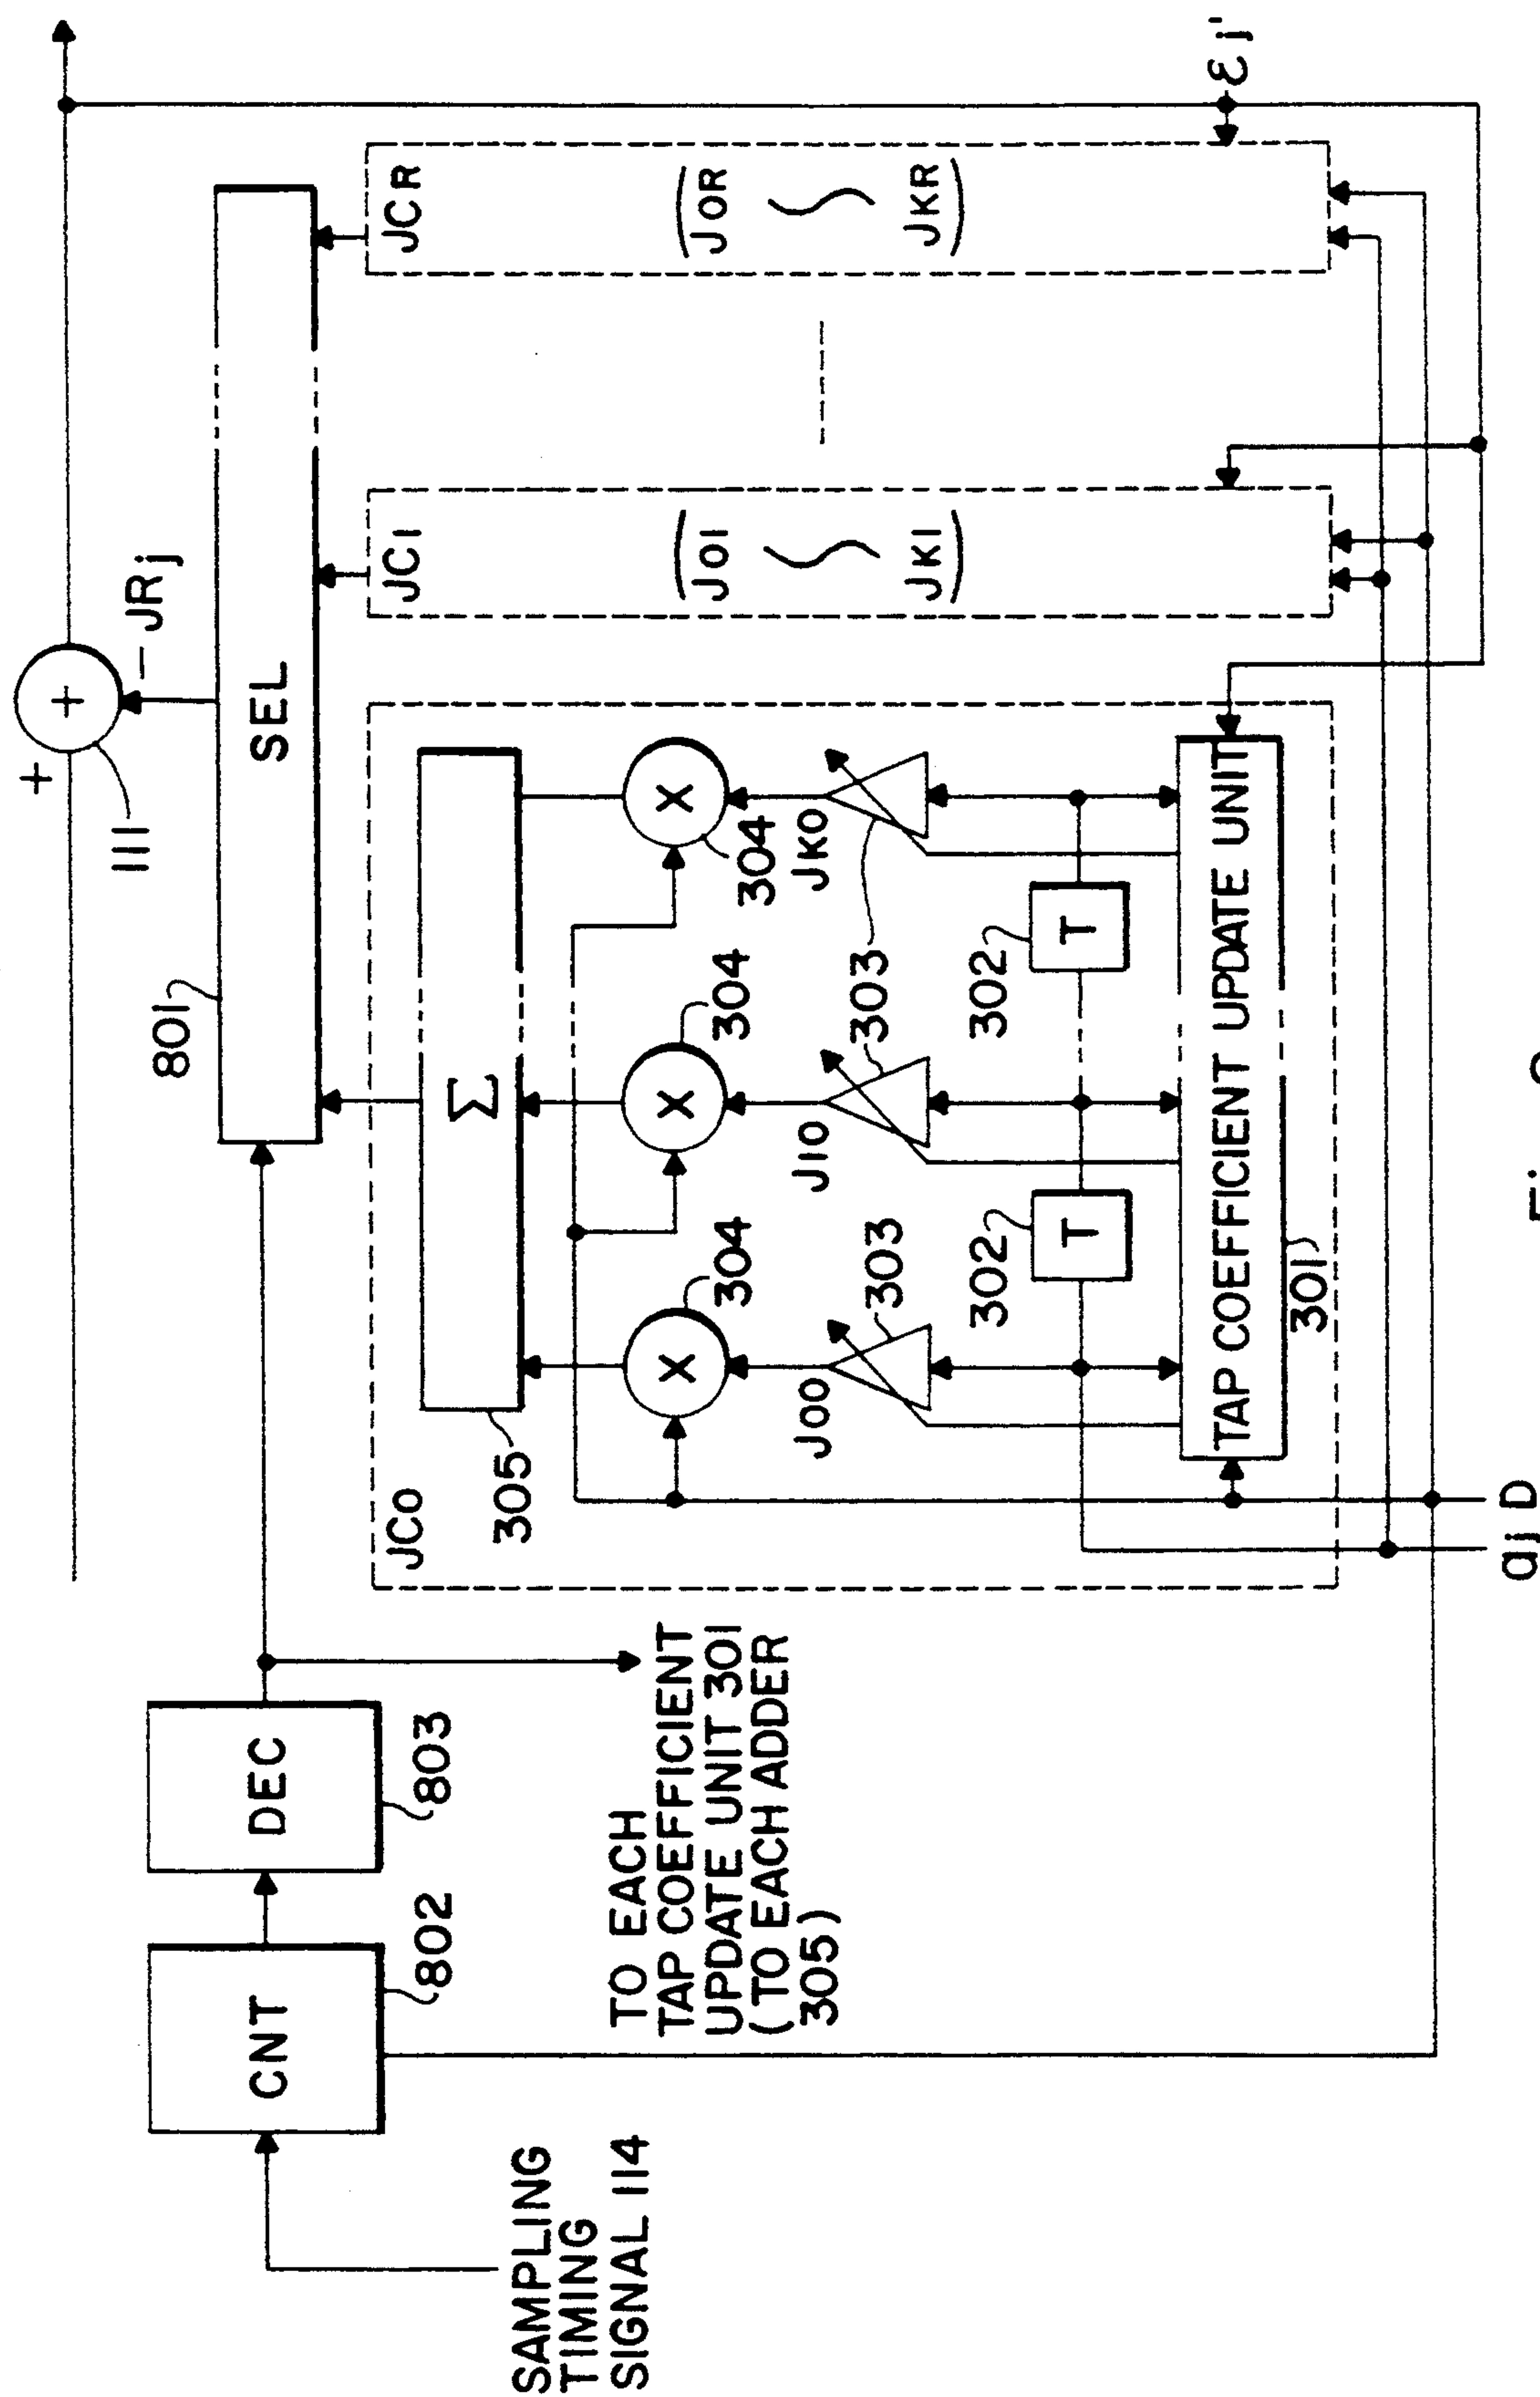 +
+
111
− JRj
801
SEL
CNT
802
DEC
803
SAMPLING
TIMING
SIGNAL 114
TO EACH
TAP COEFFICIENT
UPDATE UNIT 301
(TO EACH ADDER
305)
JC0
305
Σ
X
304
X
304
X
304
J00
303
J10
303
JK0
303
302
T
302
T
TAP COEFFICIENT UPDATE UNIT
301
JC1
(J01
JK1)
JCR
(J0R
JKR)
εj'
aj
D